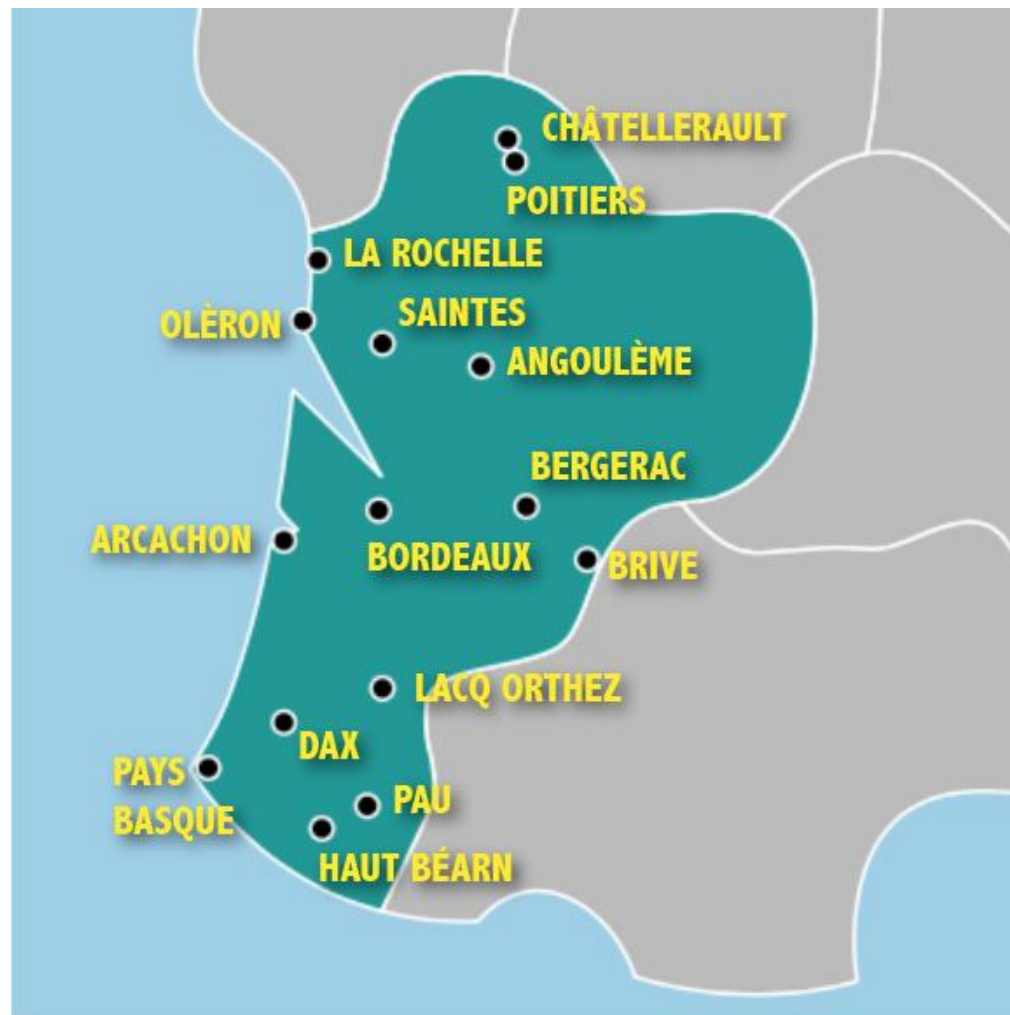 CHÂTELLERAULT
POITIERS
LA ROCHELLE
SAINTES
OLÈRON
ANGOULÈME
BERGERAC
ARCACHON
BORDEAUX
BRIVE
LACQ ORTHEZ
DAX
PAYS
BASQUE
PAU
HAUT BÉARN